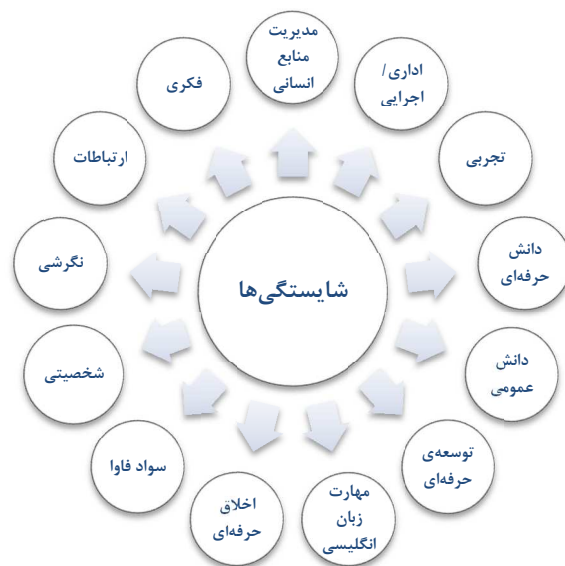 مدیریت
منابع
انسانی
اداری/
اجرایی
تجربی
دانش
حرفه‌ای
دانش
عمومی
توسعه‌ی
حرفه‌ای
مهارت
زبان
انگلیسی
اخلاق
حرفه‌ای
سواد فاوا
شخصیتی
نگرشی
ارتباطات
فکری
شایستگی‌ها